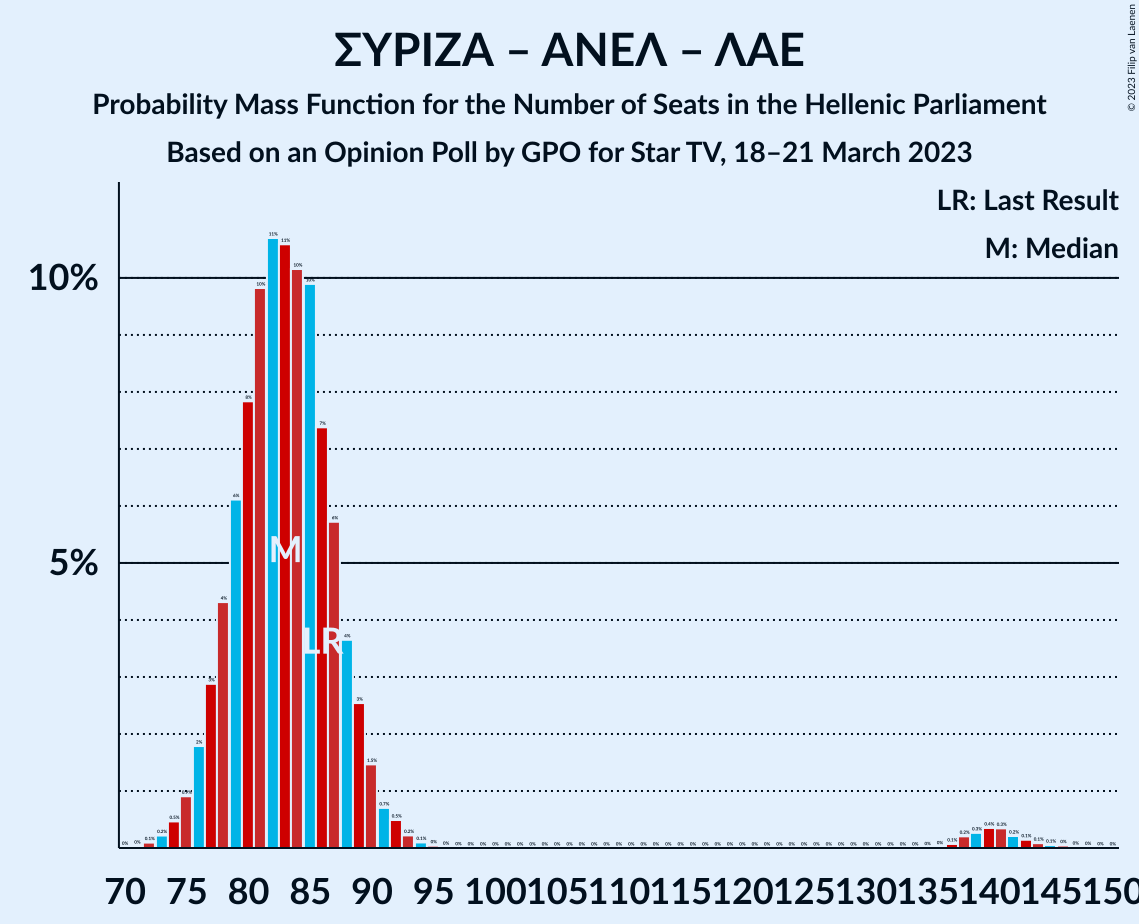 ΣΥΡΙΖΑ – ΑΝΕΛ – ΛΑΕ
Probability Mass Function for the Number of Seats in the Hellenic Parliament
Based on an Opinion Poll by GPO for Star TV, 18–21 March 2023
© 2023 Filip van Laenen
LR: Last Result
M: Median
10%
5%
M
LR
70 75 80 85 90 95 100 105 110 115 120 125 130 135 140 145 150